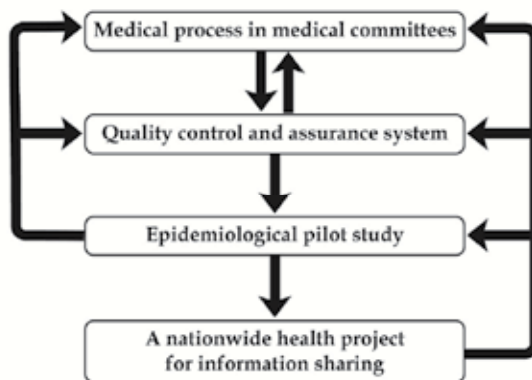 Medical process in medical committees
Quality control and assurance system
Epidemiological pilot study
A nationwide health project
for information sharing